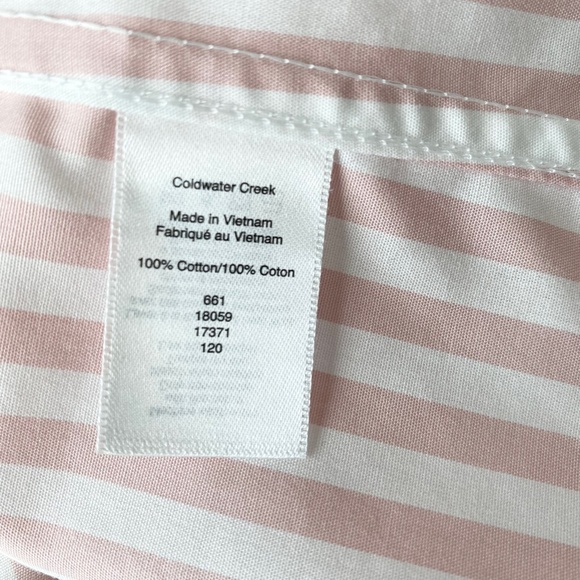 Coldwater Creek
Made in Vietnam
Fabriqué au Vietnam
100% Cotton/100% Coton
661
18059
17371
120